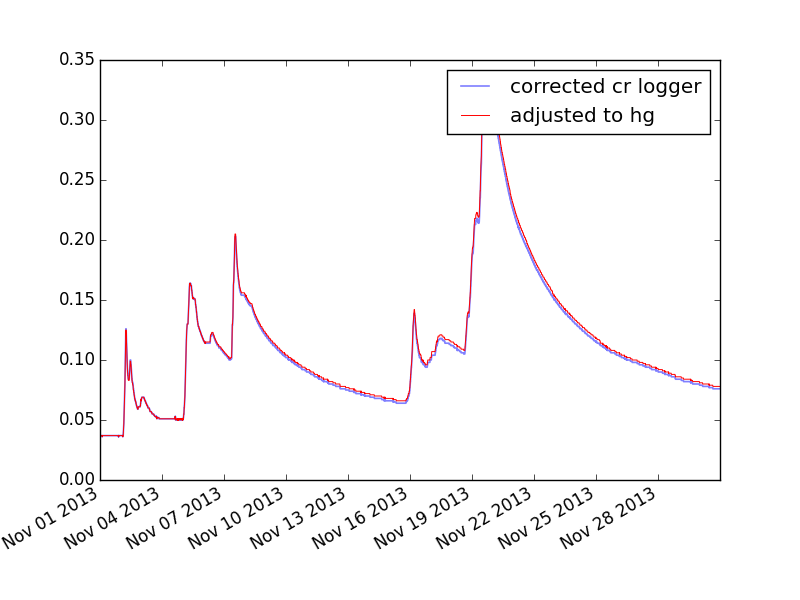 0.35
corrected cr logger
adjusted to hg
0.30
0.25
0.20
0.15
0.10
0.05
0.00
Nov 01 2013
Nov 04 2013
Nov 07 2013
Nov 10 2013
Nov 13 2013
Nov 16 2013
Nov 19 2013
Nov 22 2013
Nov 25 2013
Nov 28 2013